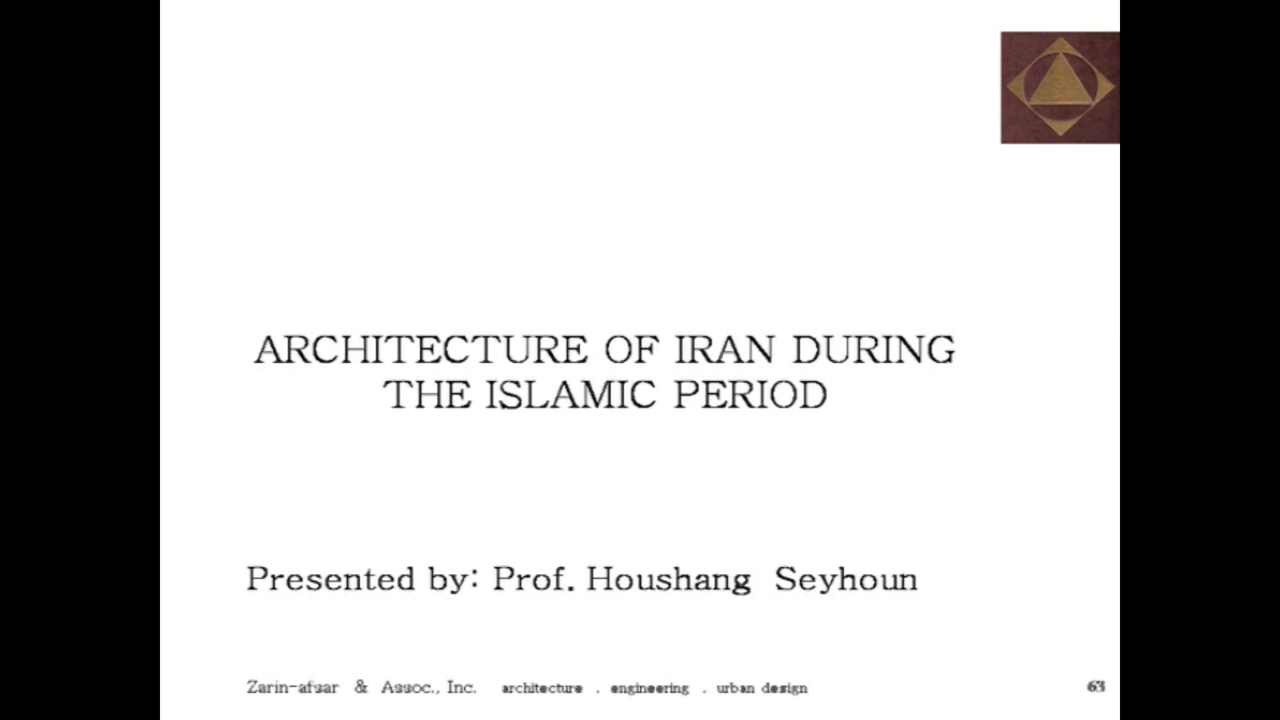 ARCHITECTURE OF IRAN DURING
THE ISLAMIC PERIOD
Presented by: Prof. Houshang Seyhoun
Zarin-afsar & Assoc., Inc. architecture . engineering . urban design